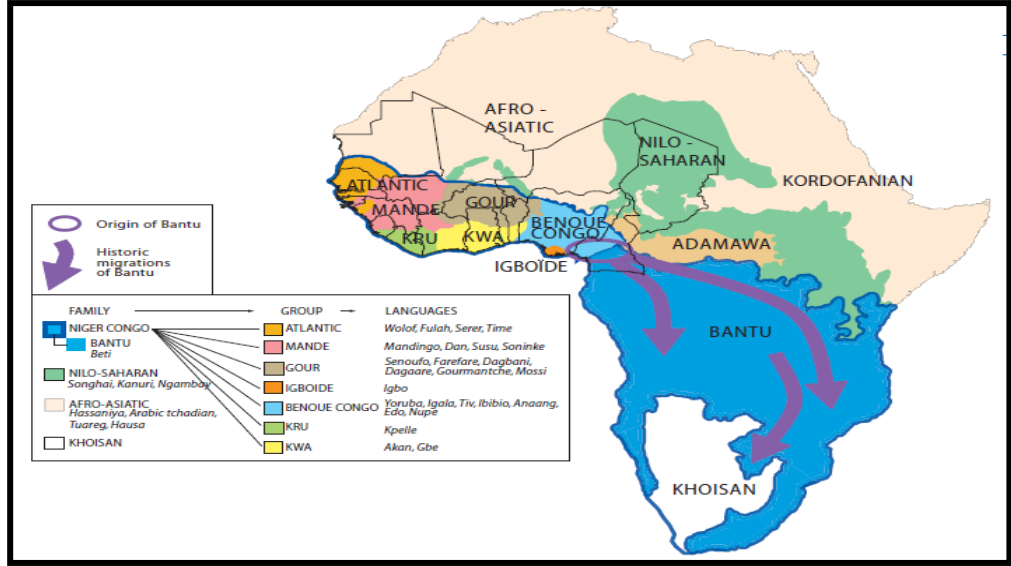 AFRO -
ASIATIC
NILO -
SAHARAN
KORDOFANIAN
ATLANTIC
MANDE
GOUR
KRU
KWA
BENOUE
CONGO
IGBOÏDE
ADAMAWA
BANTU
KHOISAN
Origin of Bantu
Historic
migrations
of Bantu
FAMILY GROUP LANGUAGES
NIGER CONGO
BANTU
Beti
NILO-SAHARAN
Songhai, Kanuri, Ngambay
AFRO-ASIATIC
Hassaniya, Arabic tchadian,
Tuareg, Hausa
KHOISAN
ATLANTIC Wolof, Fulah, Serer, Time
MANDE Mandingo, Dan, Susu, Soninke
GOUR Senoufo, Farefare, Dagbani,
Dagaare, Gourmantche, Mossi
IGBOIDE Igbo
BENOUE CONGO Yoruba, Igala, Tiv, Ibibio, Anaang,
Edo, Nupe
KRU Kpelle
KWA Akan, Gbe